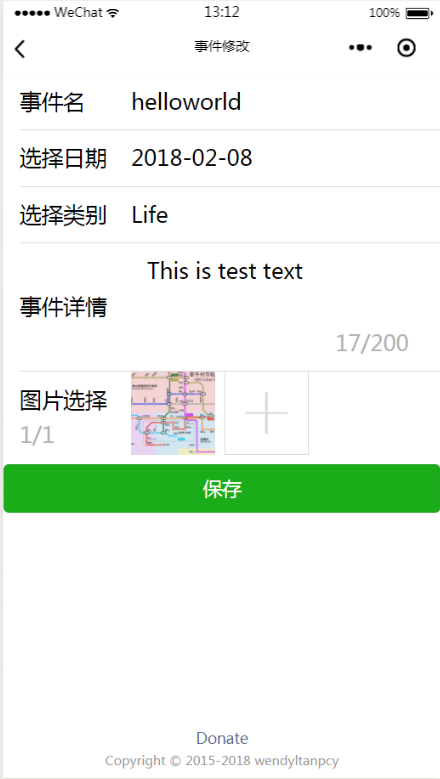 WeChat 13:12 100%
事件修改
事件名 helloworld
选择日期 2018-02-08
选择类别 Life
This is test text
事件详情
17/200
图片选择
1/1
保存
Donate
Copyright © 2015-2018 wendyltanpcy